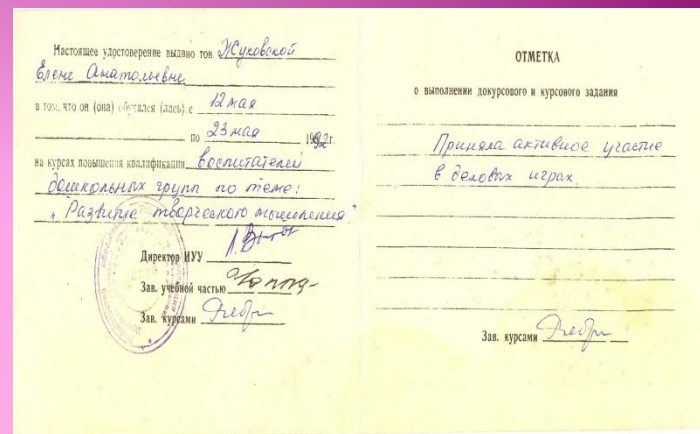 Настоящее удостоверение выдано тов. Жуковской
Елене Анатольевне
в том, что он (она) обучался (лась) с 12 мая
по 23 мая 1992 г
на курсах повышения квалификации воспитателей
дошкольных групп по теме:
„Развитие творческого мышления"
Директор ИУУ
Зав. учебной частью
Зав. курсами
ОТМЕТКА
о выполнении докурсового и курсового задания
Приняла активное участие
в деловых играх.
Зав. курсами